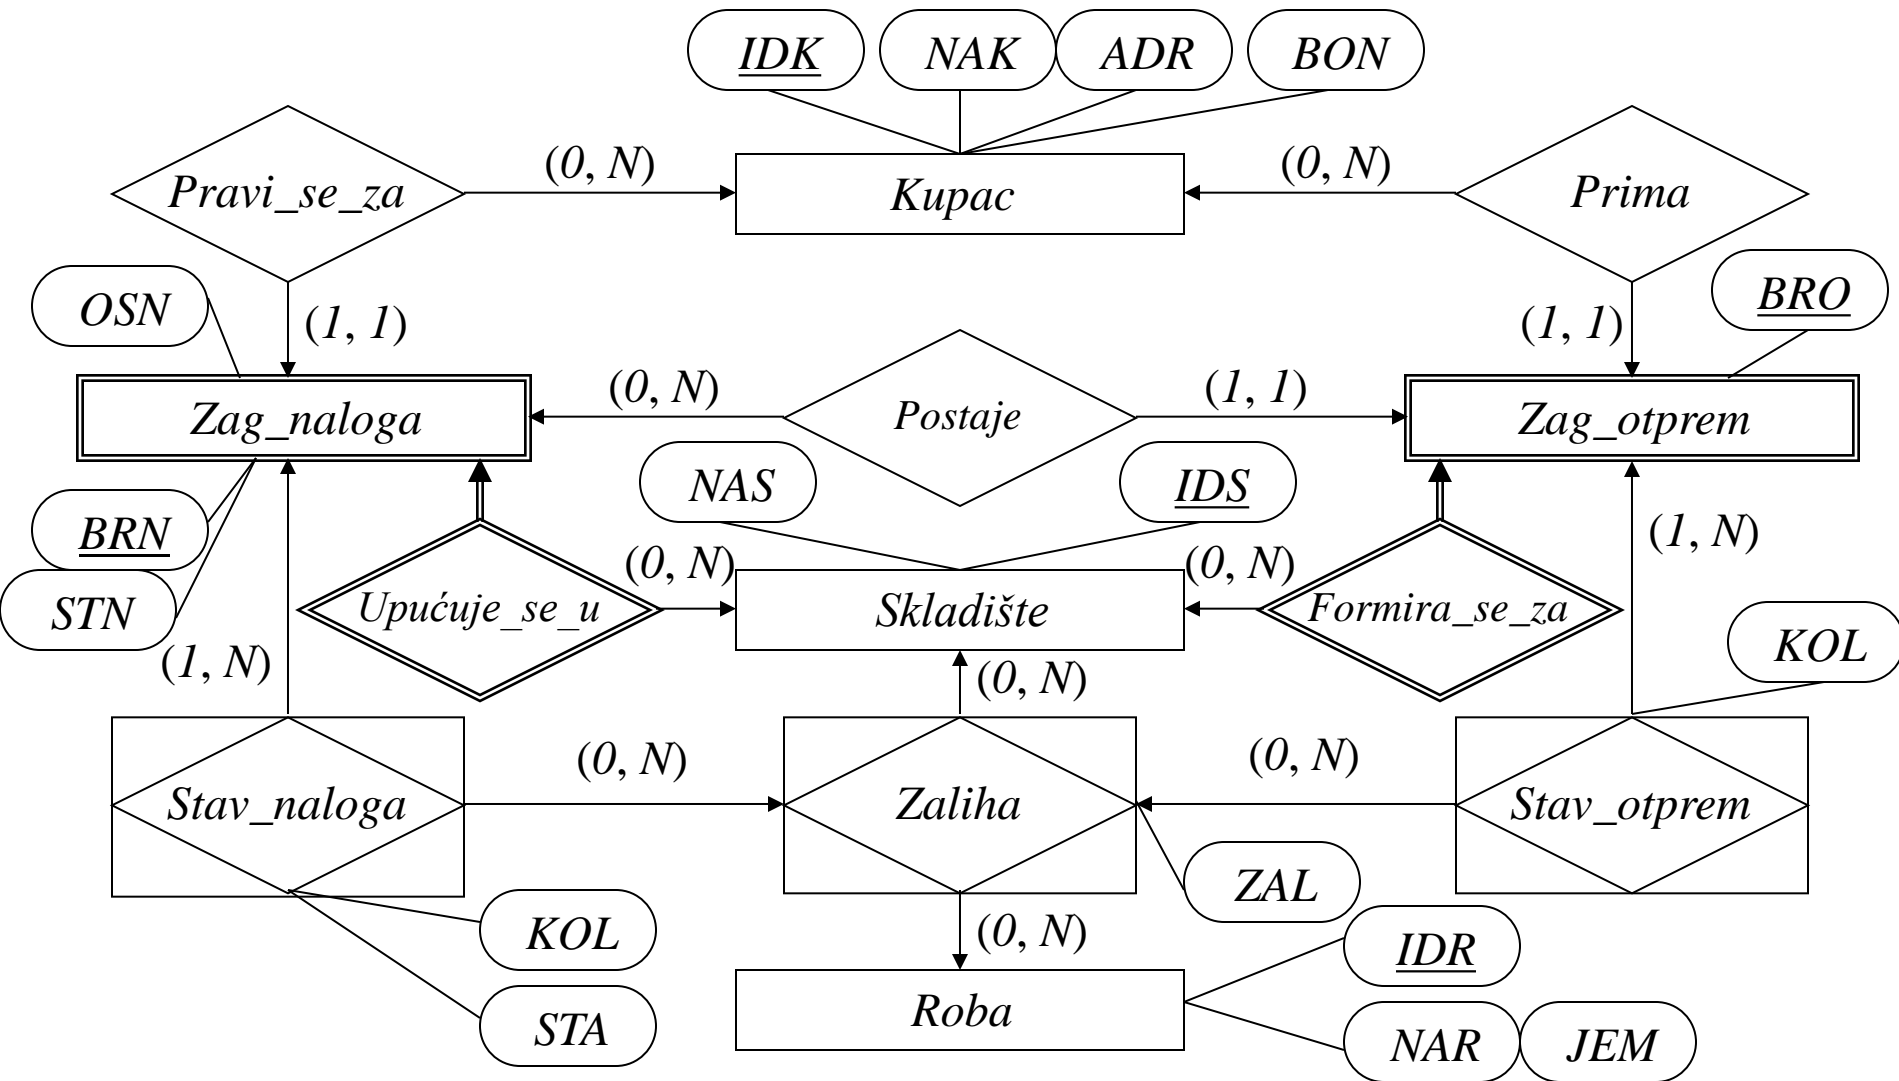 IDK NAK ADR BON
(0, N) (0, N)
Pravi_se_za Kupac Prima
OSN (1, 1) (1, 1) BRO
(0, N) (1, 1)
Zag_naloga Postaje Zag_otprem
NAS IDS
BRN (1, N)
(0, N) (0, N)
STN Upućuje_se_u Skladište Formira_se_za
(1, N) (0, N) KOL
(0, N) (0, N)
Stav_naloga Zaliha Stav_otprem
ZAL
KOL (0, N) IDR
STA Roba
NAR JEM